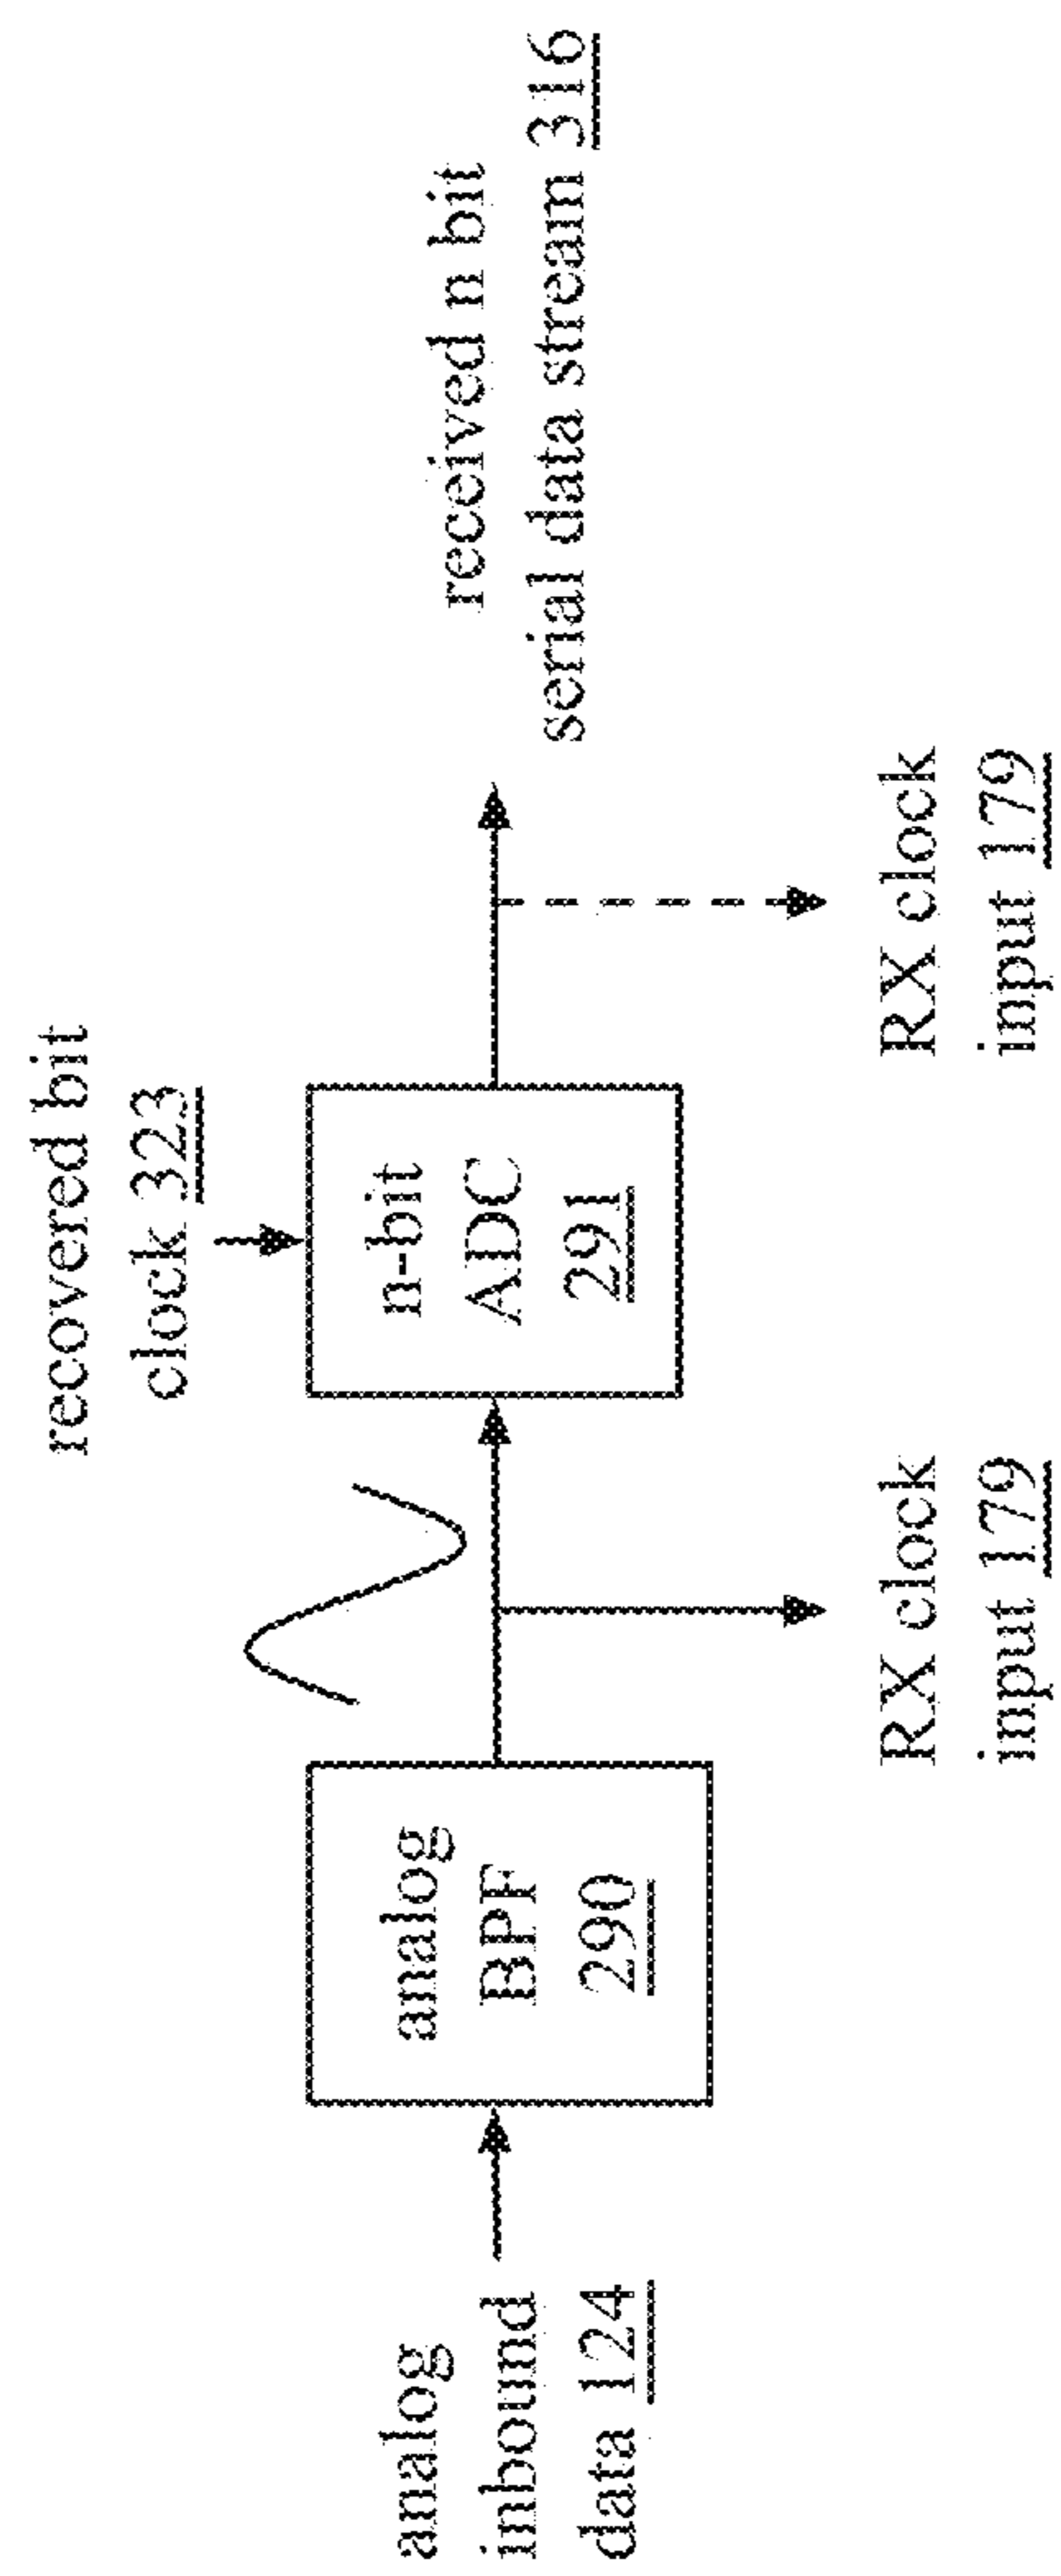 recovered bit
clock 323
analog
inbound
data 124
analog
BPF
290
n-bit
ADC
291
received n bit
serial data stream 316
RX clock
input 179
RX clock
input 179